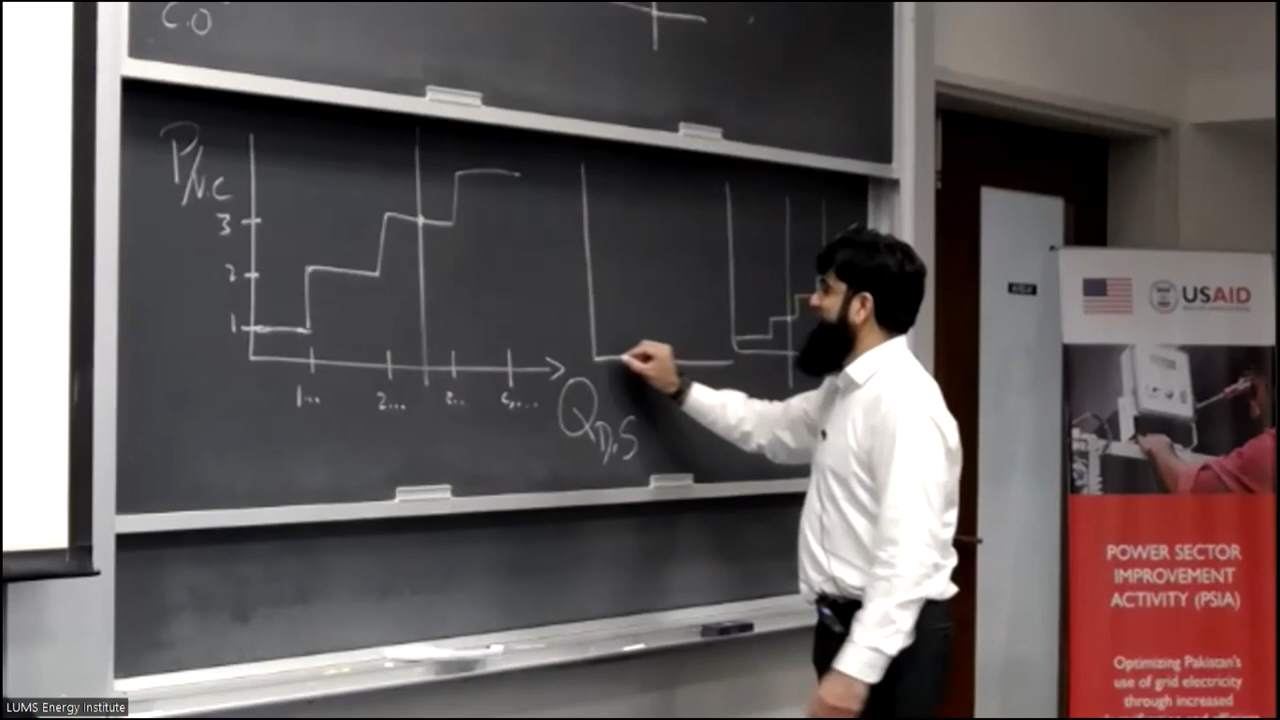 C.O
P/V.C
3
2
1
1...
2...
Q D,S
USAID
POWER SECTOR
IMPROVEMENT
ACTIVITY (PSIA)
Optimizing Pakistan's
use of grid electricity
through increased
LUMS Energy Institute